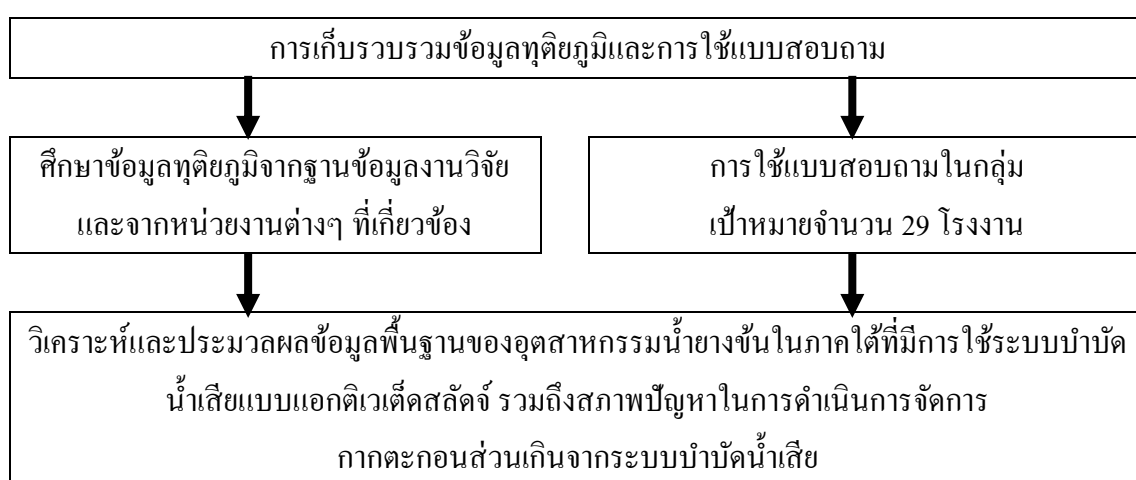 การเก็บรวบรวมข้อมูลทุติยภูมิและการใช้แบบสอบถาม
ศึกษาข้อมูลทุติยภูมิจากฐานข้อมูลงานวิจัย
และจากหน่วยงานต่างๆ ที่เกี่ยวข้อง
การใช้แบบสอบถามในกลุ่ม
เป้าหมายจำนวน 29 โรงงาน
วิเคราะห์และประมวลผลข้อมูลพื้นฐานของอุตสาหกรรมน้ำยางข้นในภาคใต้ที่มีการใช้ระบบบำบัด
น้ำเสียแบบแอกติเวเต็ดสลัดจ์ รวมถึงสภาพปัญหาในการดำเนินการจัดการ
กากตะกอนส่วนเกินจากระบบบำบัดน้ำเสีย